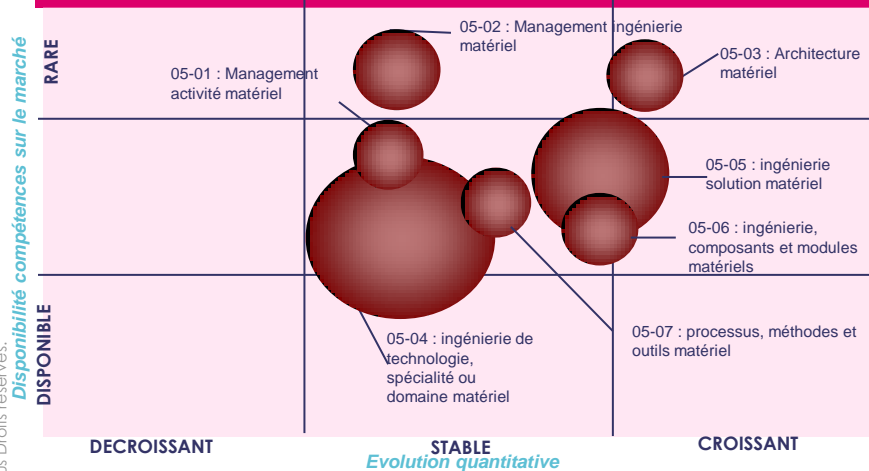 05-02 : Management ingénierie
matériel
05-03 : Architecture
matériel
05-01 : Management
activité matériel
RARE
Disponibilité compétences sur le marché
05-05 : ingénierie
solution matériel
05-06 : ingénierie,
composants et modules
matériels
05-07 : processus, méthodes et
outils matériel
05-04 : ingénierie de
technologie,
spécialité ou
domaine matériel
DISPONIBLE
Droits réservés.
DECROISSANT
STABLE
CROISSANT
Evolution quantitative